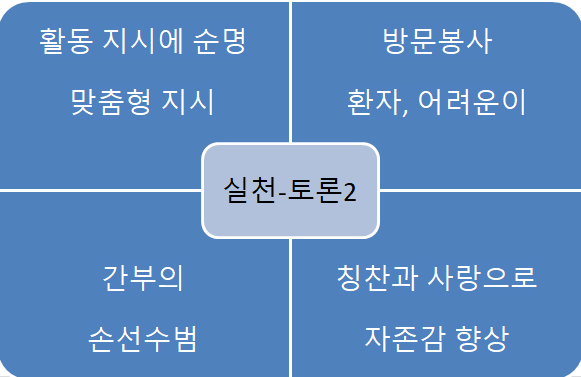 활동 지시에 순명
맞춤형 지시
방문봉사
환자, 어려운이
실천-토론2
간부의
손선수범
칭찬과 사랑으로
자존감 향상